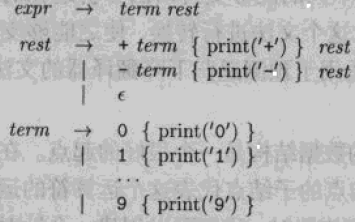 expr → term rest
rest → + term { print('+') } rest
- term { print('-') } rest
| ϵ
term → 0 { print('0') }
| 1 { print('1') }
...
| 9 { print('9') }